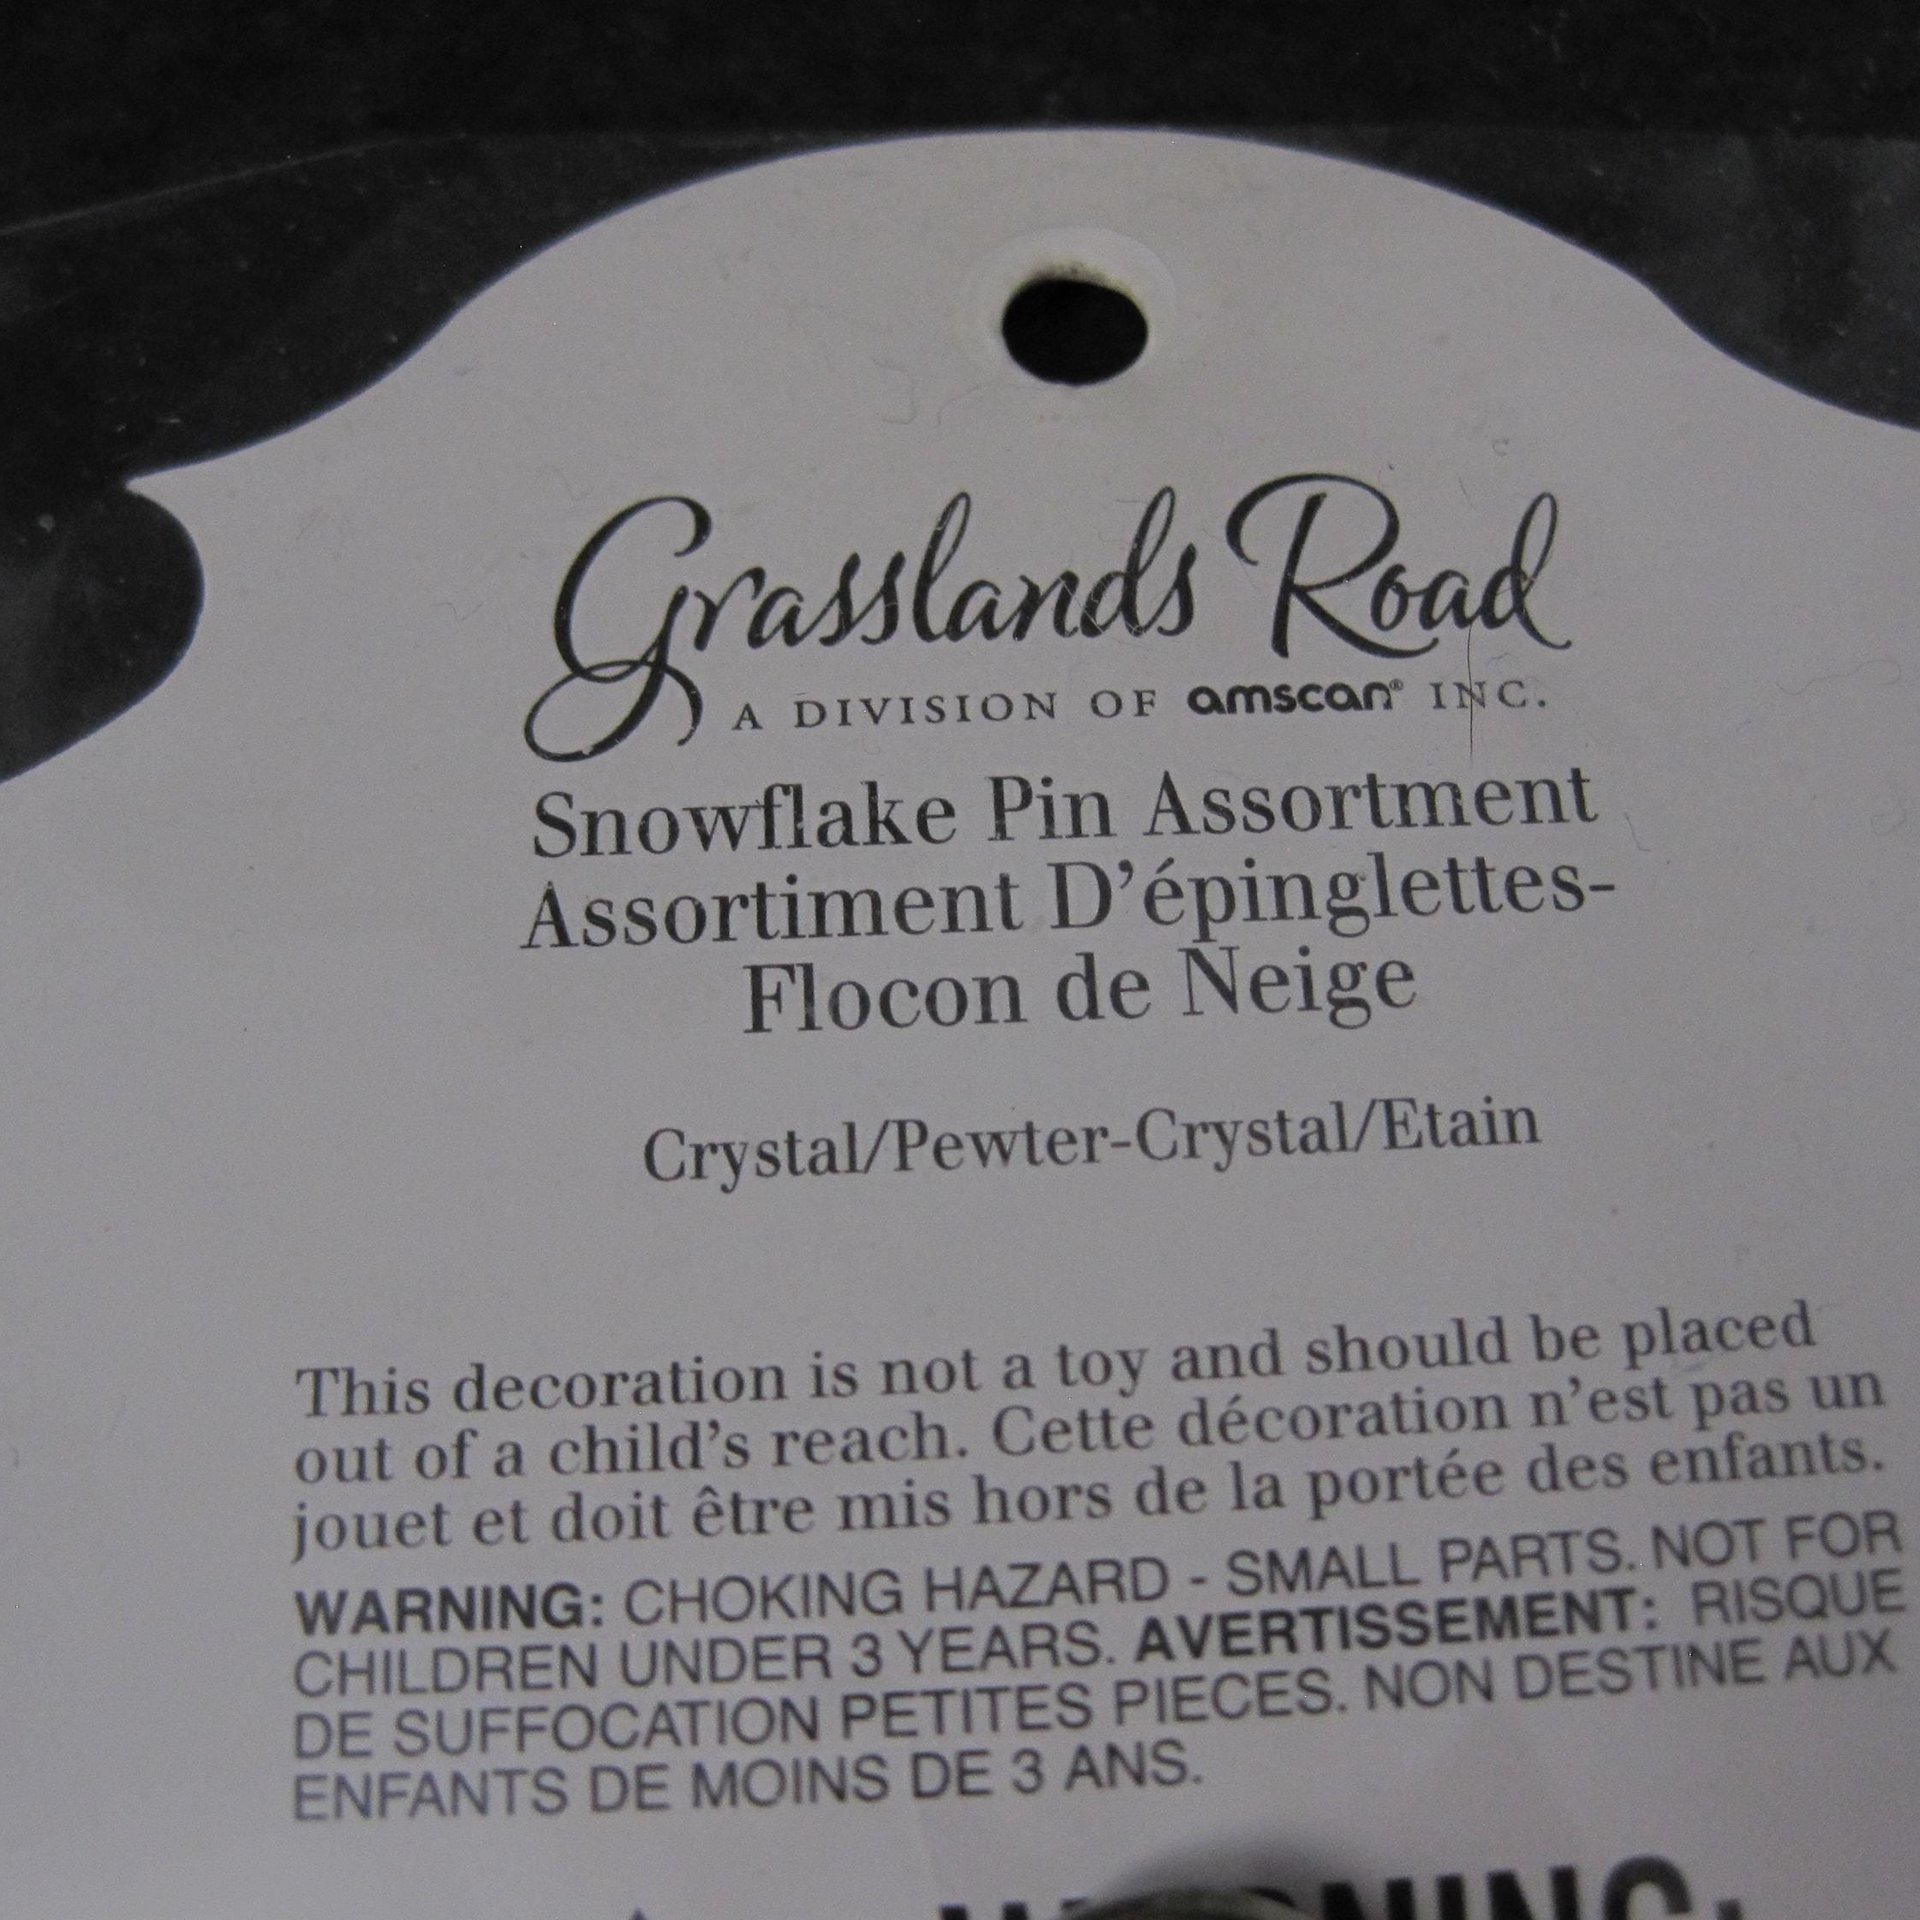 Grasslands Road
A DIVISION OF amscan® INC.
Snowflake Pin Assortment
Assortiment D'épinglettes-
Flocon de Neige
Crystal/Pewter-Crystal/Etain
This decoration is not a toy and should be placed
out of a child's reach. Cette décoration n'est pas un
jouet et doit être mis hors de la portée des enfants.
WARNING: CHOKING HAZARD - SMALL PARTS. NOT FOR
CHILDREN UNDER 3 YEARS. AVERTISSEMENT: RISQUE
DE SUFFOCATION PETITES PIECES. NON DESTINE AUX
ENFANTS DE MOINS DE 3 ANS.